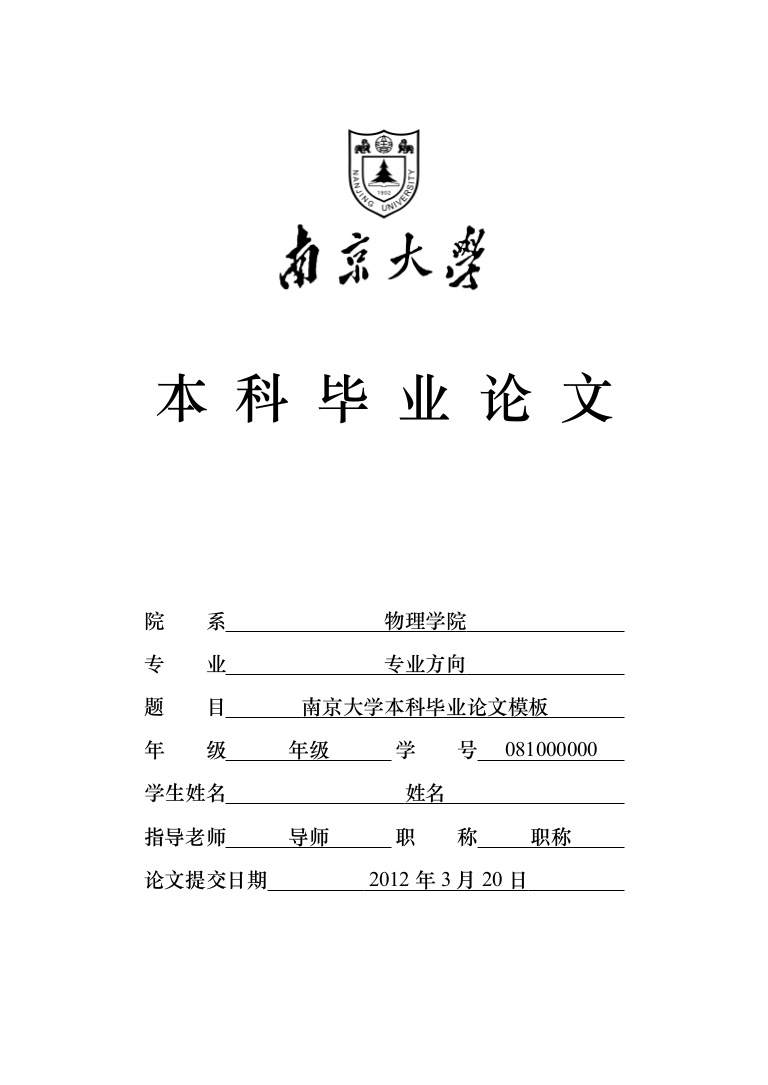 NANJING UNIVERSITY
1902
南京大學
本科毕业论文
院 系 物理学院
专 业 专业方向
题 目 南京大学本科毕业论文模板
年 级 年级 学 号 081000000
学生姓名 姓名
指导老师 导师 职 称 职称
论文提交日期 2012 年 3 月 20 日